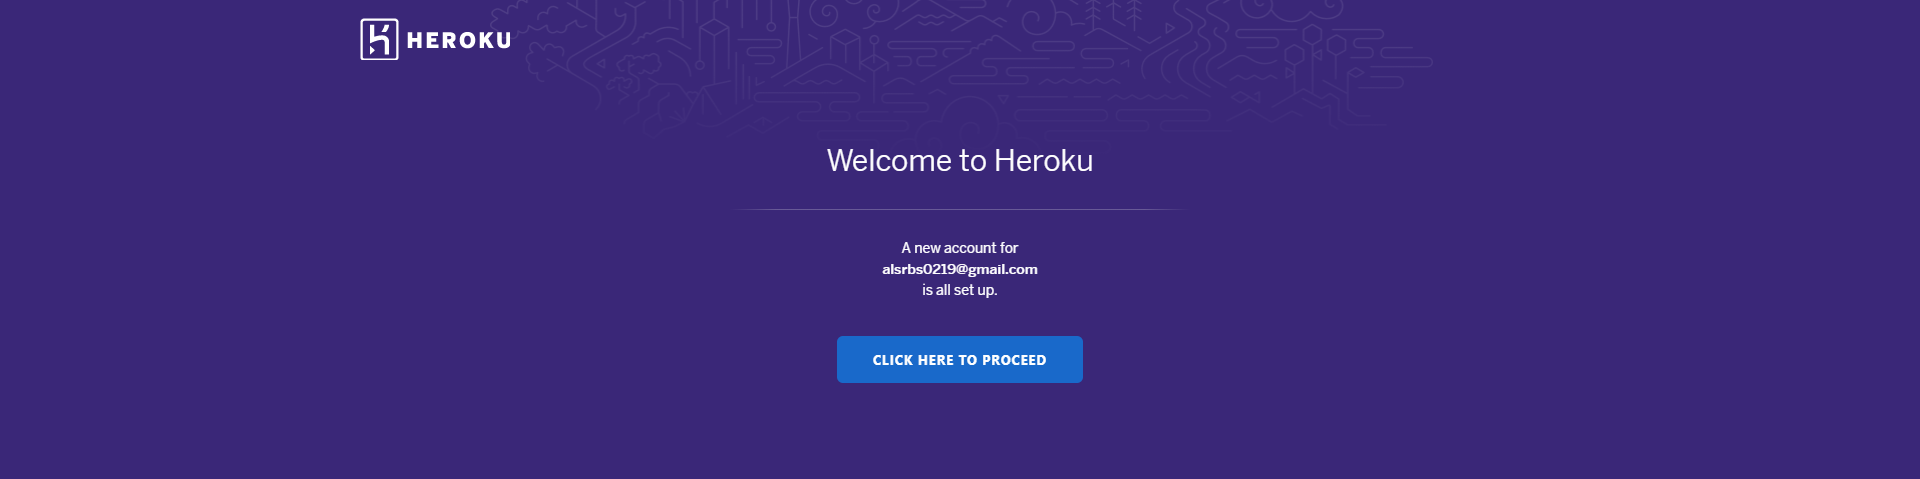 HEROKU
Welcome to Heroku
A new account for
alsrbs0219@gmail.com
is all set up.
CLICK HERE TO PROCEED